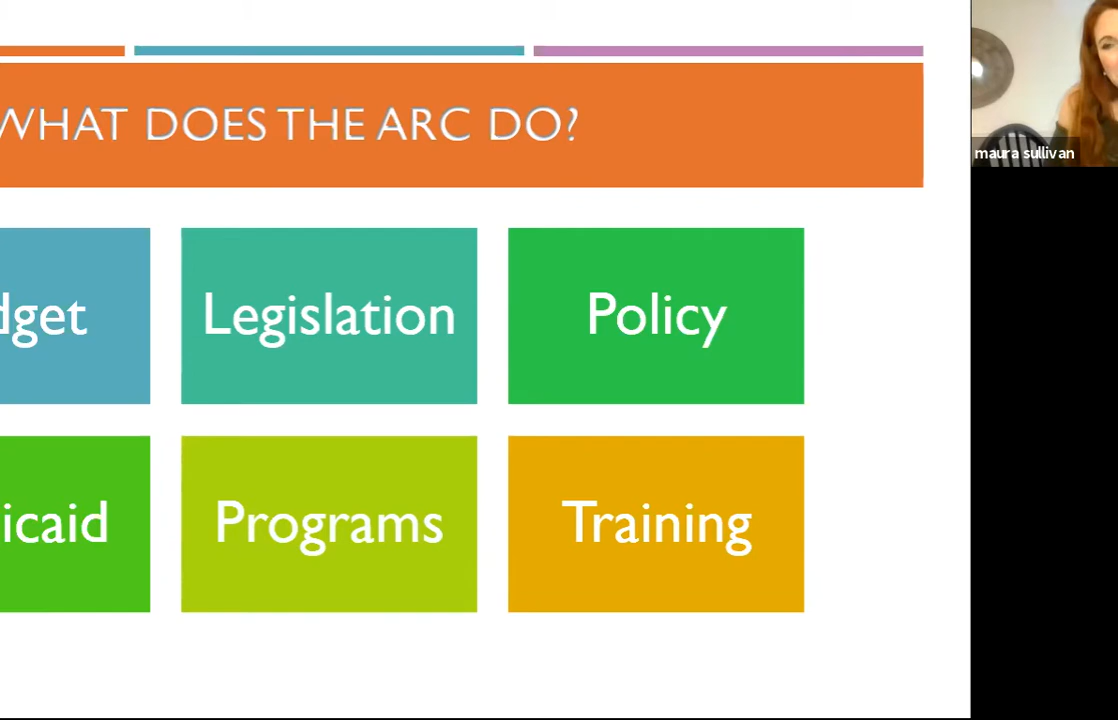 WHAT DOES THE ARC DO?
maura sullivan
dget Legislation Policy
icaid Programs Training